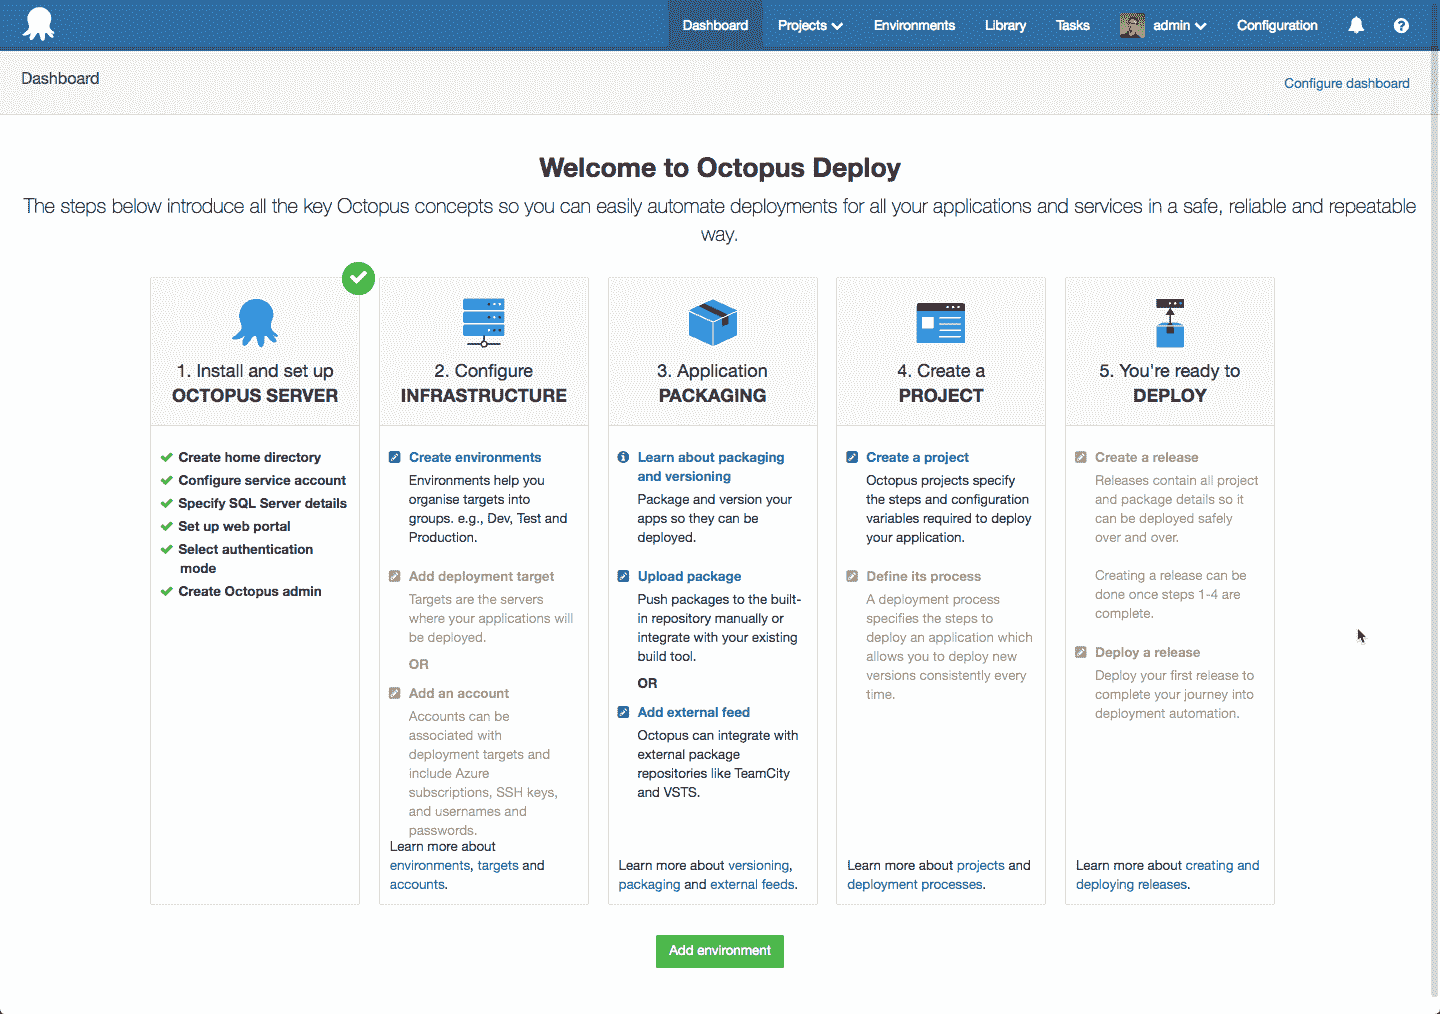 Dashboard
Projects
Environments
Library
Tasks
admin
Configuration
Dashboard
Configure dashboard
Welcome to Octopus Deploy
The steps below introduce all the key Octopus concepts so you can easily automate deployments for all your applications and services in a safe, reliable and repeatable
way.
1. Install and set up
OCTOPUS SERVER
Create home directory
Configure service account
Specify SQL Server details
Set up web portal
Select authentication
mode
Create Octopus admin
2. Configure
INFRASTRUCTURE
Create environments
Environments help you
organise targets into
groups. e.g., Dev, Test and
Production.
Add deployment target
Targets are the servers
where your applications will
be deployed.
OR
Add an account
Accounts can be
associated with
deployment targets and
include Azure
subscriptions, SSH keys,
and usernames and
passwords.
Learn more about
environments, targets and
accounts.
3. Application
PACKAGING
Learn about packaging
and versioning
Package and version your
apps so they can be
deployed.
Upload package
Push packages to the built-
in repository manually or
integrate with your existing
build tool.
OR
Add external feed
Octopus can integrate with
external package
repositories like TeamCity
and VSTS.
Learn more about versioning,
packaging and external feeds.
4. Create a
PROJECT
Create a project
Octopus projects specify
the steps and configuration
variables required to deploy
your application.
Define its process
A deployment process
specifies the steps to
deploy an application which
allows you to deploy new
versions consistently every
time.
Learn more about projects and
deployment processes.
5. You're ready to
DEPLOY
Create a release
Releases contain all project
and package details so it
can be deployed safely
over and over.
Creating a release can be
done once steps 1-4 are
complete.
Deploy a release
Deploy your first release to
complete your journey into
deployment automation.
Learn more about creating and
deploying releases.
Add environment